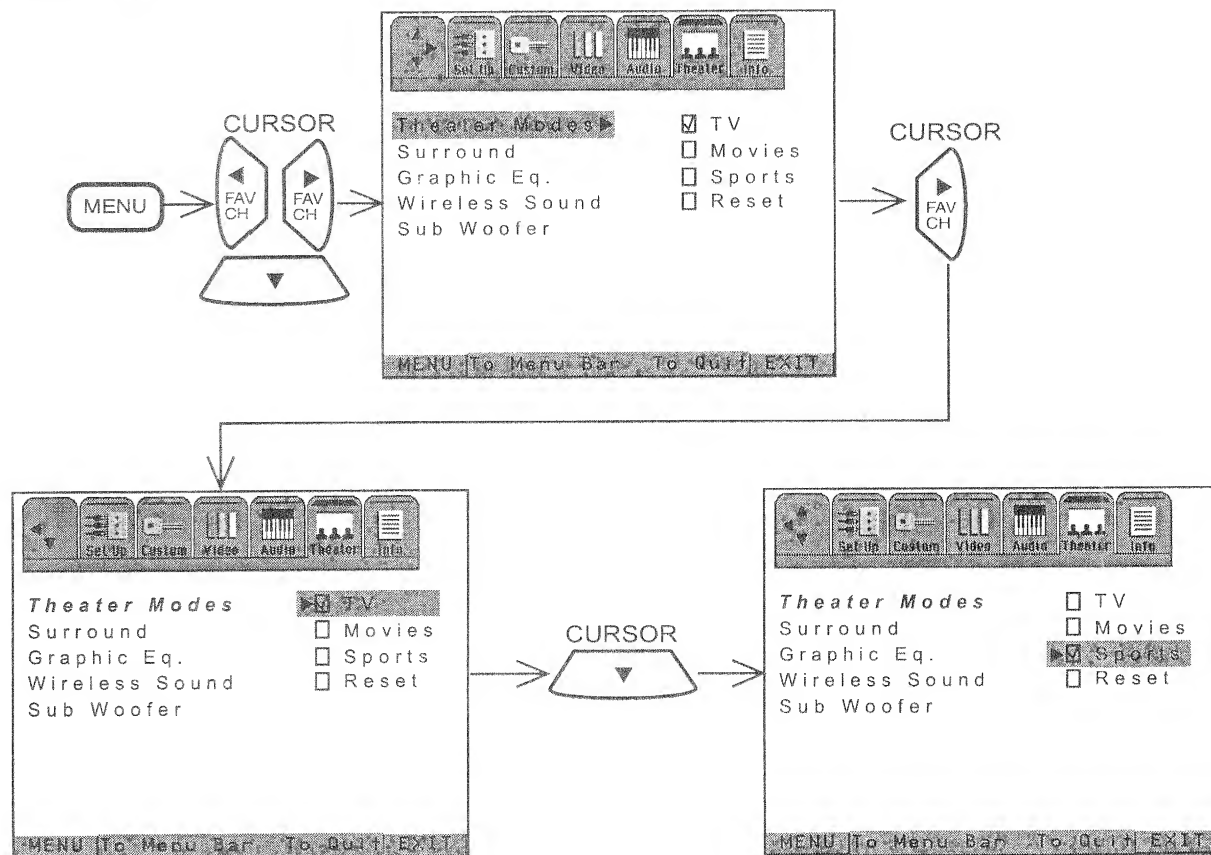 MENU
CURSOR
FAV CH
FAV CH
Set Up Custom Video Audio Theater Info
Theater Modes
Surround
Graphic Eq.
Wireless Sound
Sub Woofer
TV
Movies
Sports
Reset
MENU To Menu Bar To Quit EXIT
CURSOR
FAV CH
Set Up Custom Video Audio Theater Info
Theater Modes
Surround
Graphic Eq.
Wireless Sound
Sub Woofer
TV
Movies
Sports
Reset
MENU To Menu Bar To Quit EXIT
CURSOR
Set Up Custom Video Audio Theater Info
Theater Modes
Surround
Graphic Eq.
Wireless Sound
Sub Woofer
TV
Movies
Sports
Reset
MENU To Menu Bar To Quit EXIT